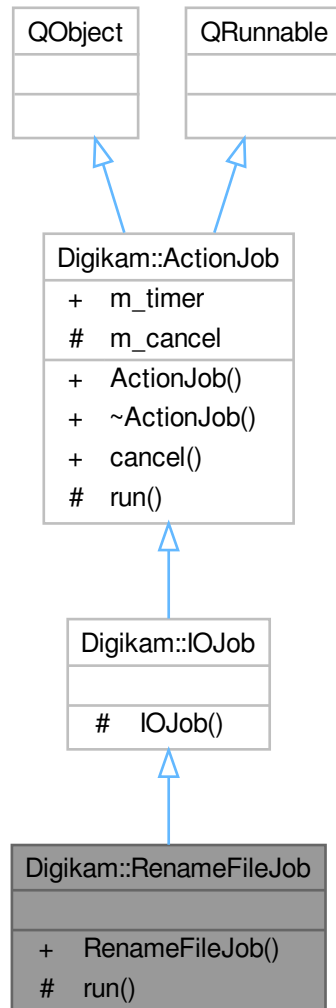 QObject
QRunnable
Digikam::ActionJob
+ m_timer
# m_cancel
+ ActionJob()
+ ~ActionJob()
+ cancel()
# run()
Digikam::IOJob
# IOJob()
Digikam::RenameFileJob
+ RenameFileJob()
# run()